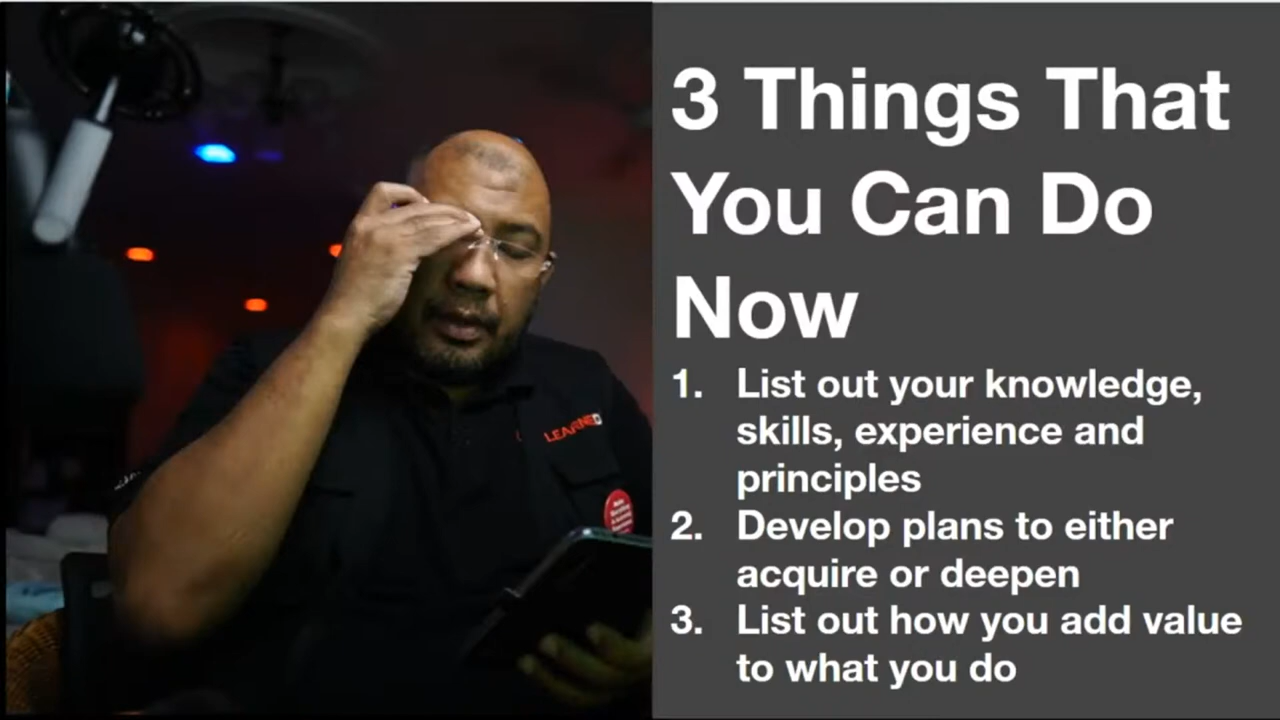 3 Things That
You Can Do
Now
1. List out your knowledge,
skills, experience and
principles
2. Develop plans to either
acquire or deepen
3. List out how you add value
to what you do